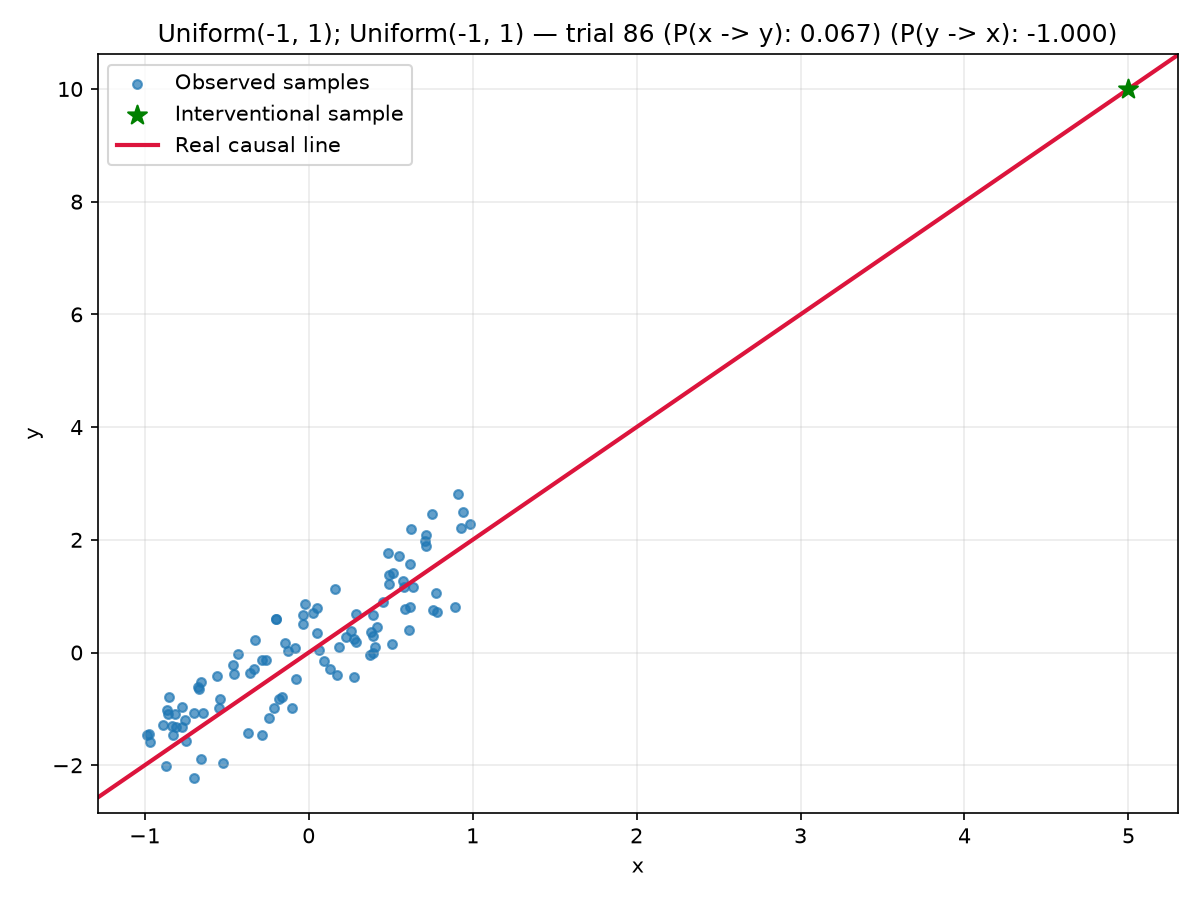 Uniform(-1, 1); Uniform(-1, 1) — trial 86 (P(x -> y): 0.067) (P(y -> x): -1.000)
Observed samples
Interventional sample
Real causal line
10
8
6
4
2
0
−2
y
−1 0 1 2 3 4 5
x